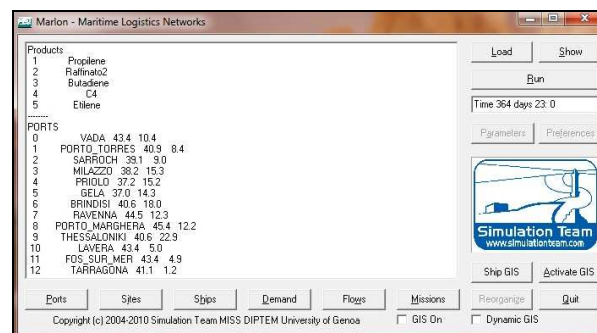 Marlon - Maritime Logistics Networks
Products
1 Propilene
2 Raffinato2
3 Butadiene
4 C4
5 Etilene
--------
PORTS
0 VADA 43.4 10.4
1 PORTO_TORRES 40.9 8.4
2 SARROCH 39.1 9.0
3 MILAZZO 38.2 15.3
4 PRIOLO 37.2 15.2
5 GELA 37.0 14.3
6 BRINDISI 40.6 18.0
7 RAVENNA 44.5 12.3
8 PORTO_MARGHERA 45.4 12.2
9 THESSALONIKI 40.6 22.9
10 LAVERA 43.4 5.0
11 FOS_SUR_MER 43.4 4.9
12 TARRAGONA 41.1 1.2
Load Show
Run
Time 364 days 23: 0
Parameters Preferences
Simulation Team
www.simulationteam.com
Ship GIS Activate GIS
Ports Sites Ships Demand Flows Missions Reorganize Quit
Copyright (c) 2004-2010 Simulation Team MISS DIPTEM University of Genoa GIS On Dynamic GIS